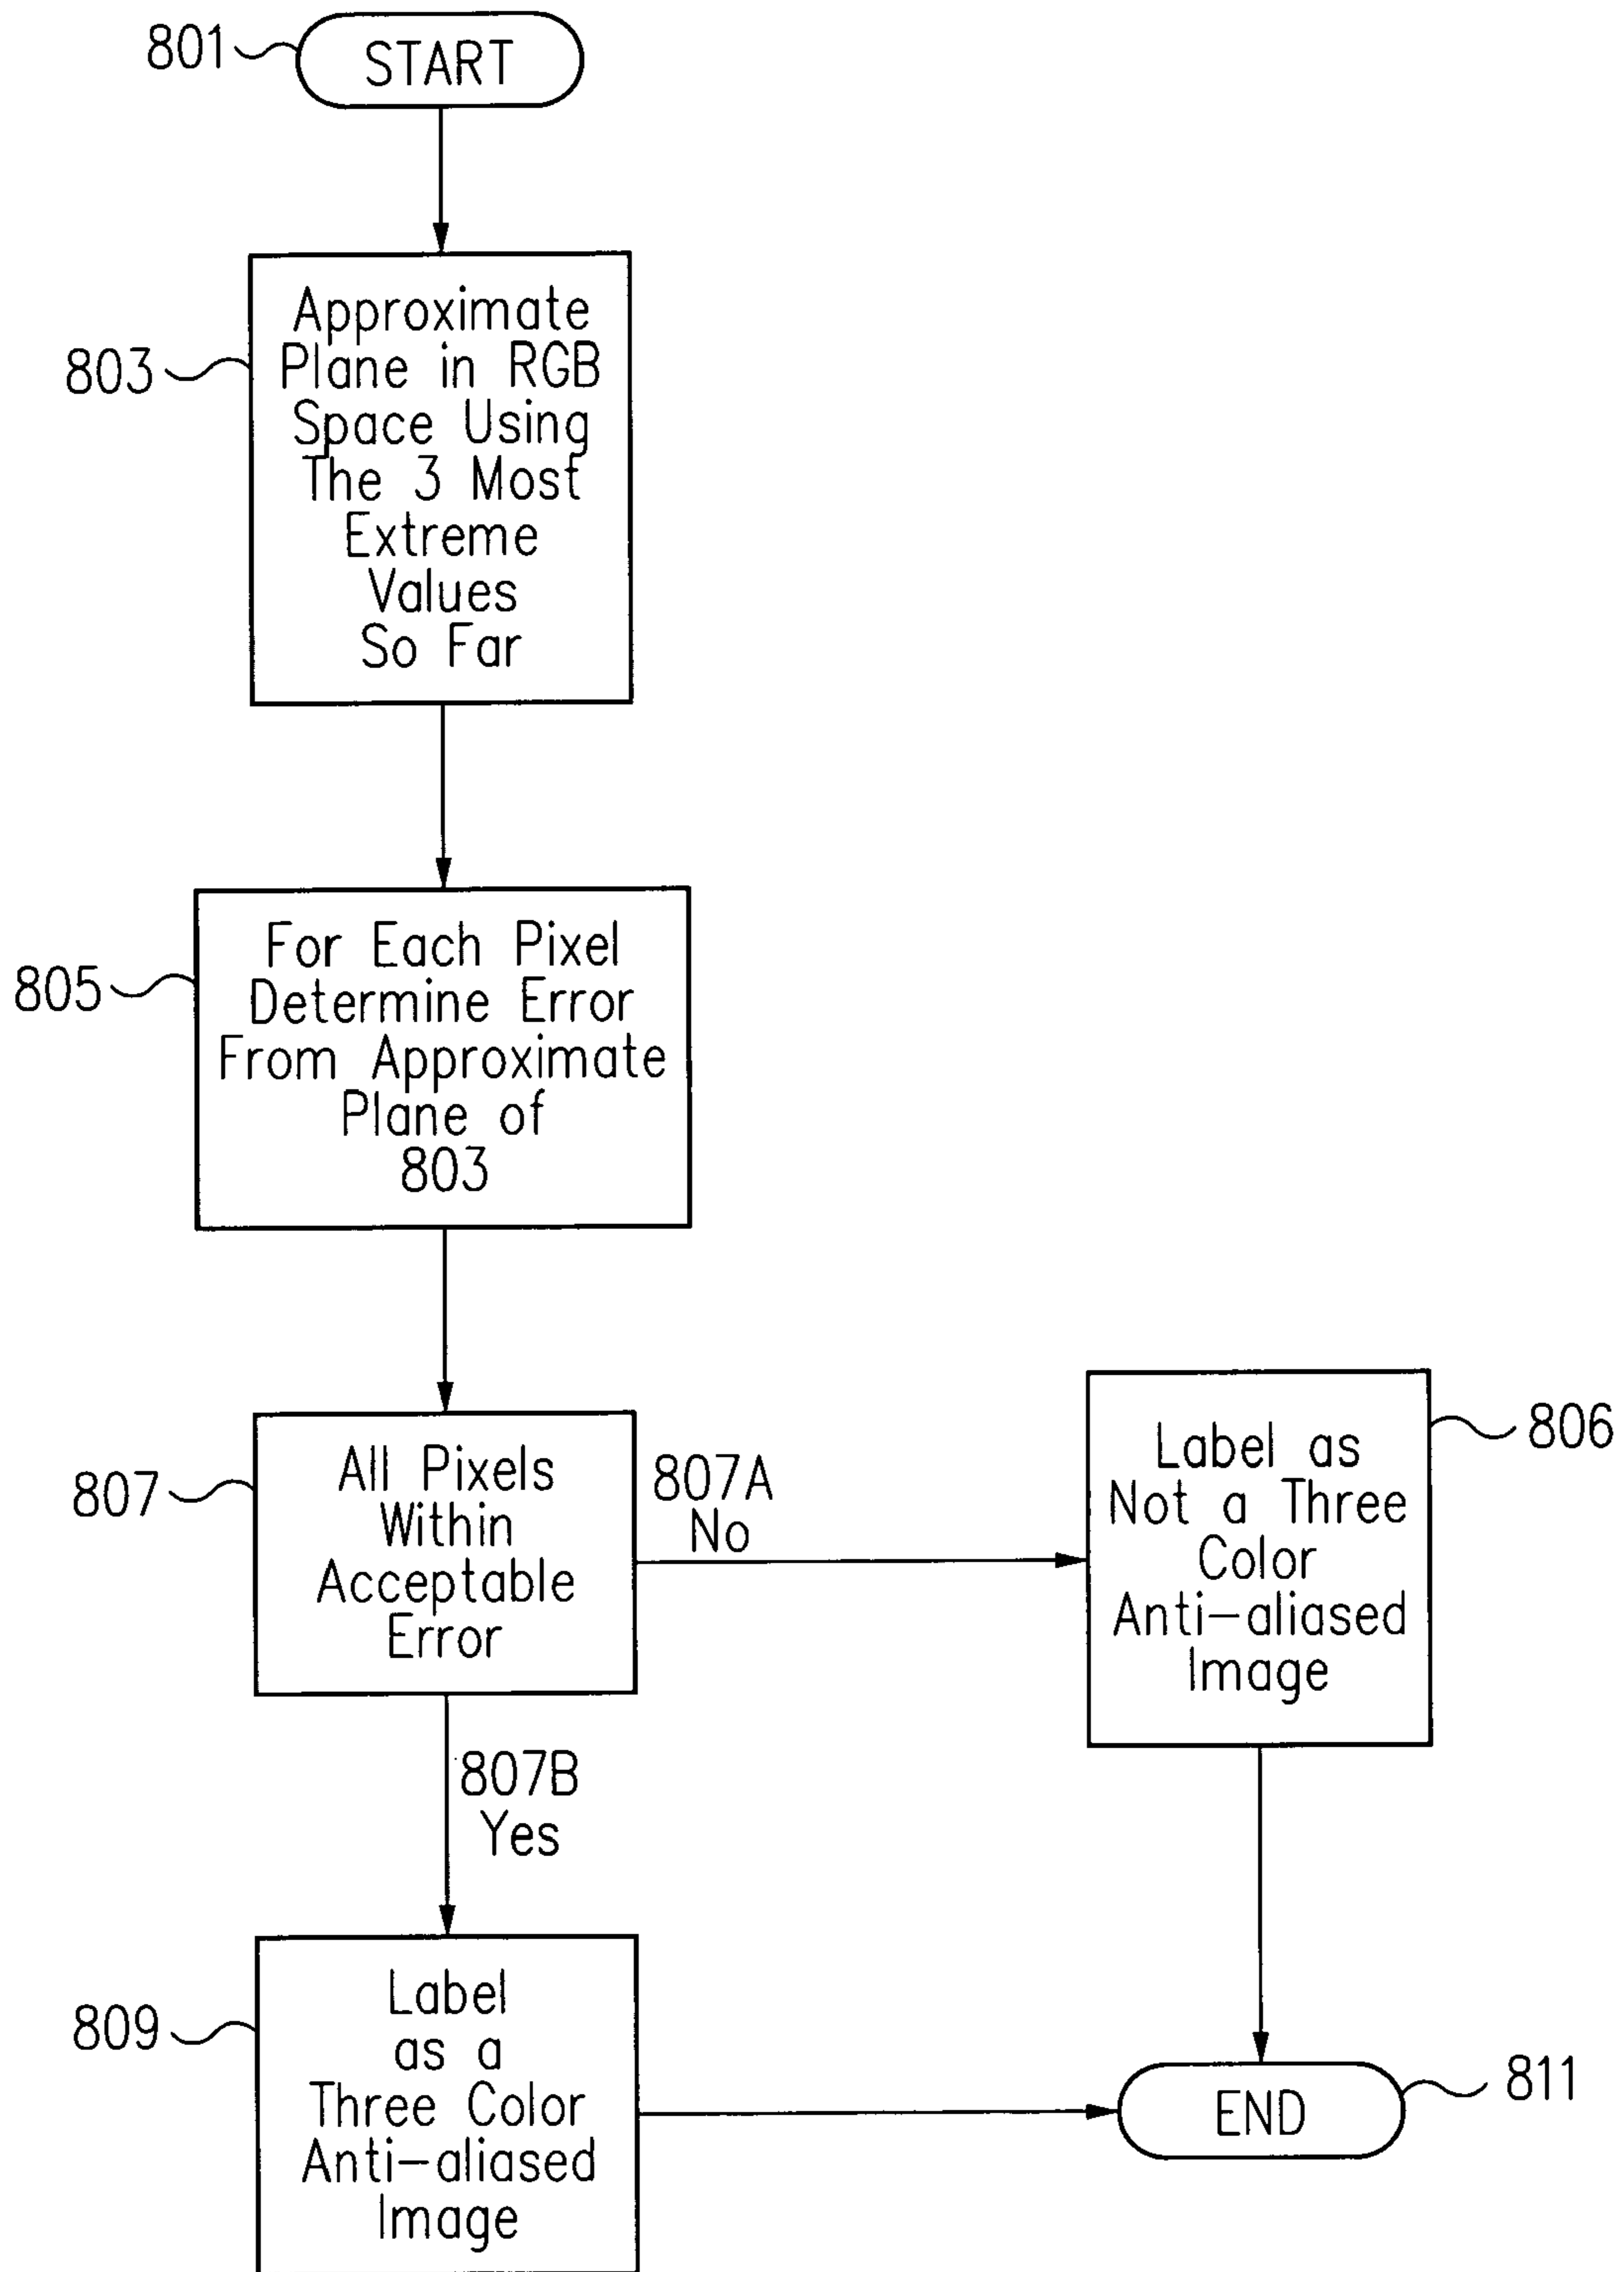 801
START
803
Approximate
Plane in RGB
Space Using
The 3 Most
Extreme
Values
So Far
805
For Each Pixel
Determine Error
From Approximate
Plane of
803
807
All Pixels
Within
Acceptable
Error
807A
No
806
Label as
Not a Three
Color
Anti-aliased
Image
807B
Yes
809
Label
as a
Three Color
Anti-aliased
Image
811
END